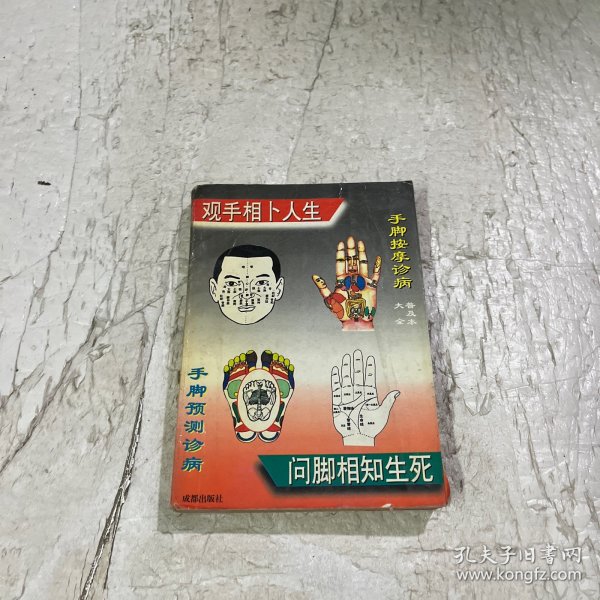 观手相卜人生
手脚按摩诊病
普及本
大全
手脚预测诊病
问脚相知生死
成都出版社
孔夫子旧書网
www.kongfz.com